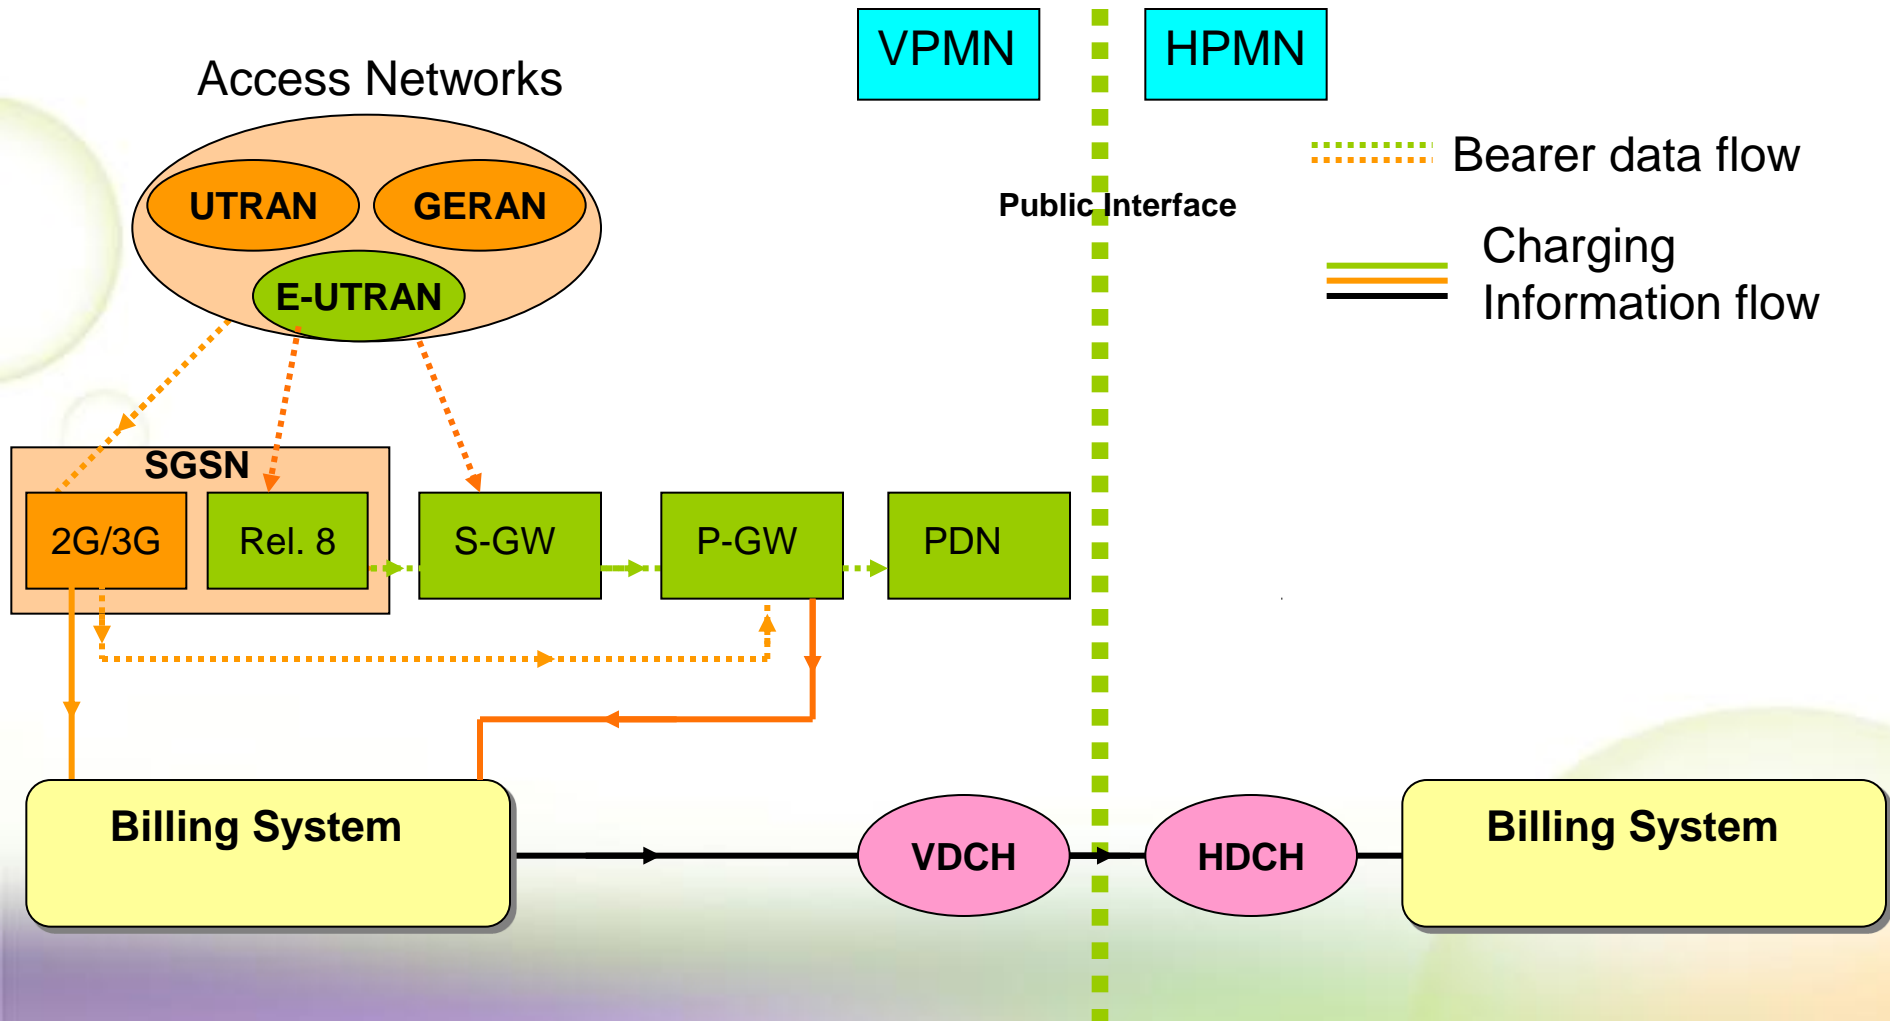 VPMN
HPMN
Access Networks
Bearer data flow
UTRAN
GERAN
Public Interface
Charging
Information flow
E-UTRAN
SGSN
2G/3G
Rel. 8
S-GW
P-GW
PDN
Billing System
VDCH
HDCH
Billing System